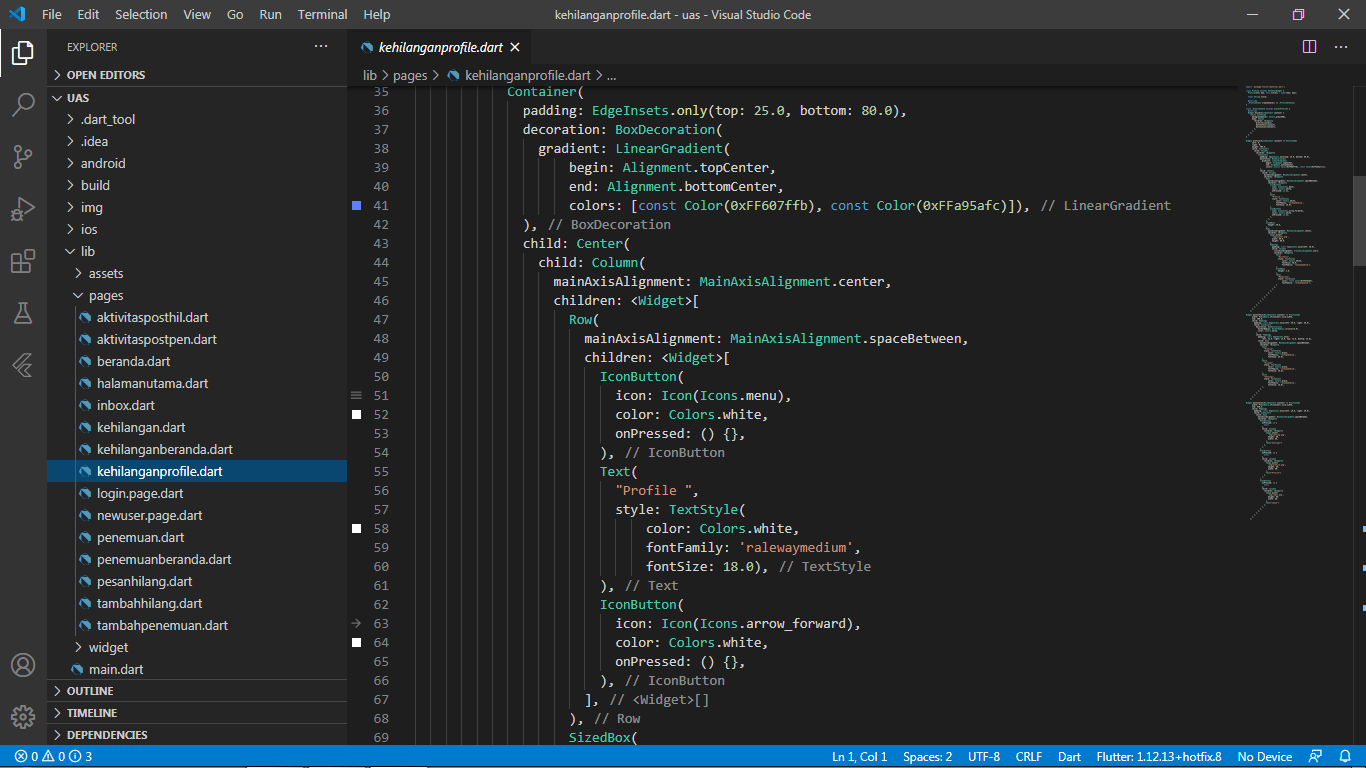 File Edit Selection View Go Run Terminal Help
kehilanganprofile.dart - uas - Visual Studio Code
EXPLORER
OPEN EDITORS
UAS
.dart_tool
.idea
android
build
img
ios
lib
assets
pages
aktivitasposthil.dart
aktivitastpen.dart
beranda.dart
halamanutama.dart
inbox.dart
kehilangan.dart
kehilanganberanda.dart
kehilanganprofile.dart
login.page.dart
newuser.page.dart
penemuan.dart
penemuanberanda.dart
pesanhilang.dart
tambahhilang.dart
tambahpenemuan.dart
widget
main.dart
OUTLINE
TIMELINE
DEPENDENCIES
kehilanganprofile.dart
lib > pages > kehilanganprofile.dart > ...
35 Container(
36 padding: EdgeInsets.only(top: 25.0, bottom: 80.0),
37 decoration: BoxDecoration(
38 gradient: LinearGradient(
39 begin: Alignment.topCenter,
40 end: Alignment.bottomCenter,
41 colors: [const Color(0xFF607ffb), const Color(0xFFa95afc)]), // LinearGradient
42 ), // BoxDecoration
43 child: Center(
44 child: Column(
45 mainAxisAlignment: MainAxisAlignment.center,
46 children: <Widget>[
47 Row(
48 mainAxisAlignment: MainAxisAlignment.spaceBetween,
49 children: <Widget>[
50 IconButton(
51 icon: Icon(Icons.menu),
52 color: Colors.white,
53 onPressed: () {},
54 ), // IconButton
55 Text(
56 "Profile ",
57 style: TextStyle(
58 color: Colors.white,
59 fontFamily: 'ralewaymedium',
60 fontSize: 18.0), // TextStyle
61 ), // Text
62 IconButton(
63 icon: Icon(Icons.arrow_forward),
64 color: Colors.white,
65 onPressed: () {},
66 ), // IconButton
67 ], // <Widget>[]
68 ), // Row
69 SizedBox(
0 0 3
Ln 1, Col 1 Spaces: 2 UTF-8 CRLF Dart Flutter: 1.12.13+hotfix.8 No Device